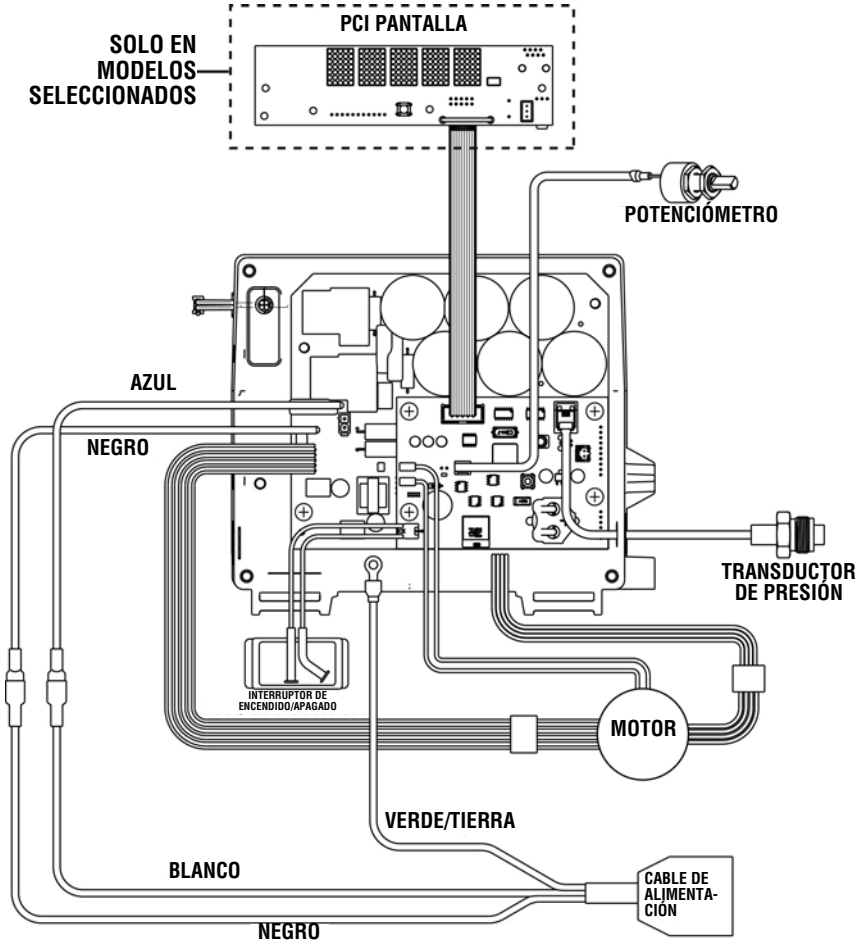 PCI PANTALLA
SOLO EN
MODELOS
SELECCIONADOS
POTENCIÓMETRO
AZUL
NEGRO
TRANSDUCTOR
DE PRESIÓN
INTERRUPTOR DE
ENCENDIDO/APAGADO
MOTOR
VERDE/TIERRA
BLANCO
CABLE DE
ALIMENTA-
CIÓN
NEGRO